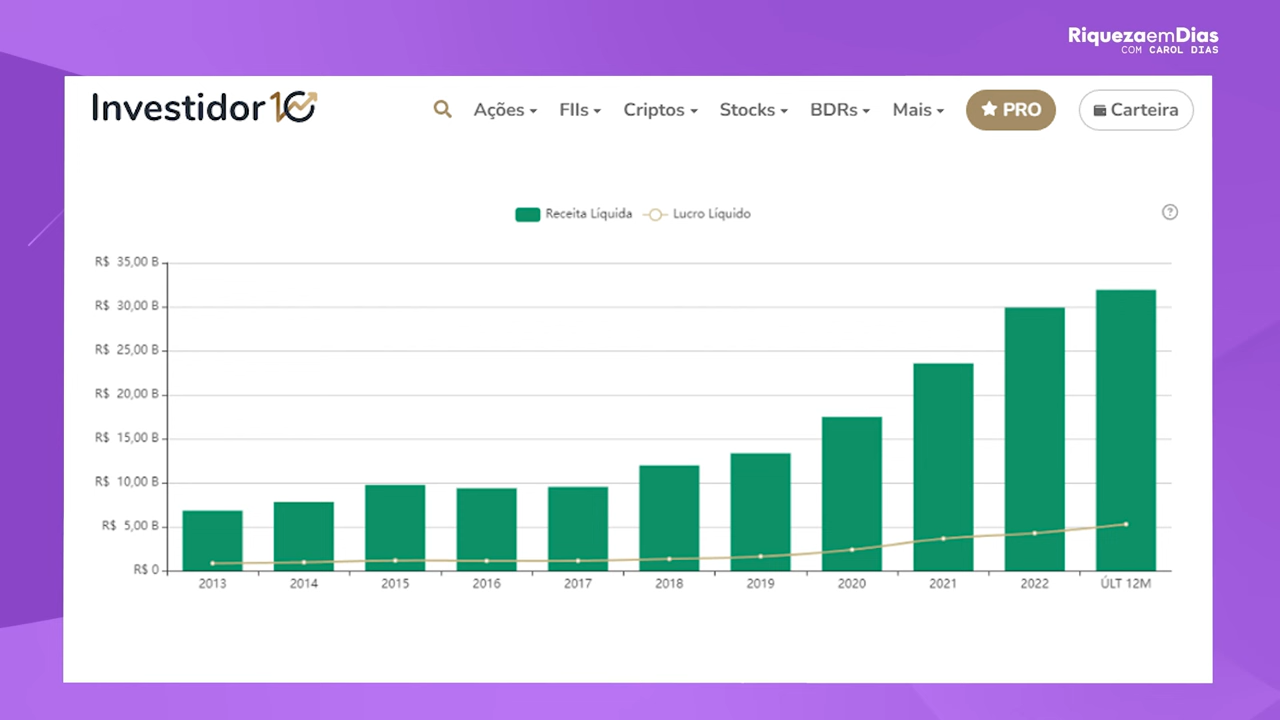 RiquezaemDias
COM CAROL DIAS
Investidor 10
Ações
FIIs
Criptos
Stocks
BDRs
Mais
PRO
Carteira
Receita Líquida
Lucro Líquido
?
R$ 35,00 B
R$ 30,00 B
R$ 25,00 B
R$ 20,00 B
R$ 15,00 B
R$ 10,00 B
R$ 5,00 B
R$ 0
2013 2014 2015 2016 2017 2018 2019 2020 2021 2022 ÚLT 12M